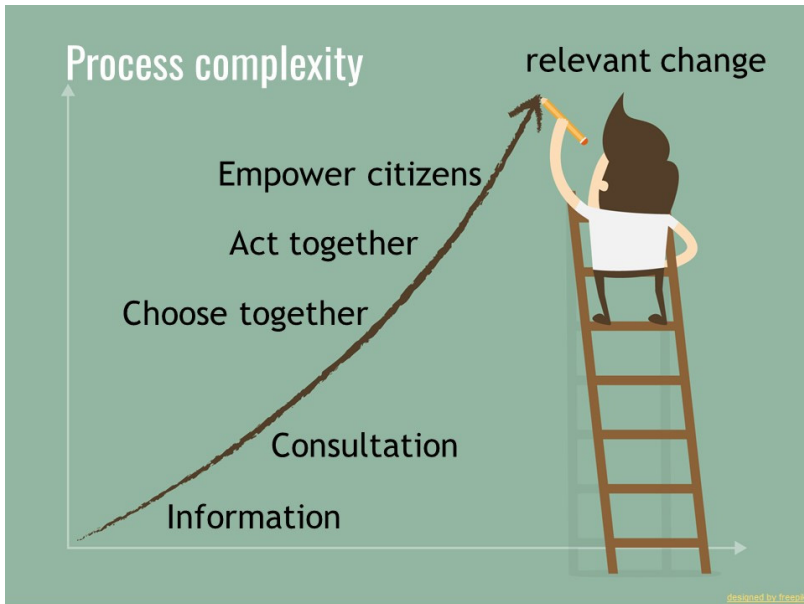 Process complexity
relevant change
Empower citizens
Act together
Choose together
Consultation
Information
designed by freepik